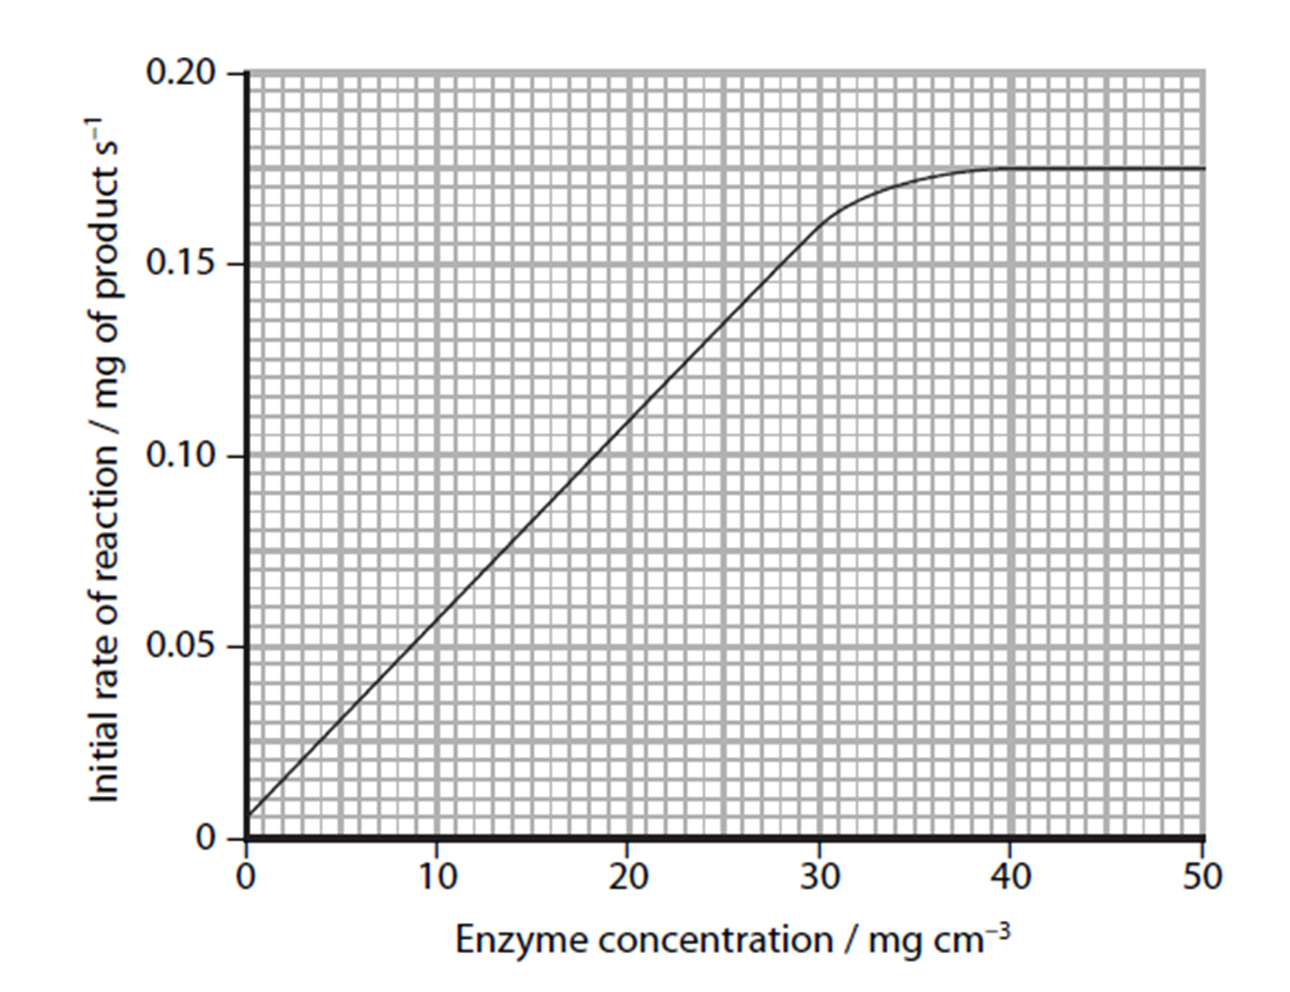 Initial rate of reaction / mg of product s⁻¹
0.20
0.15
0.10
0.05
0
0 10 20 30 40 50
Enzyme concentration / mg cm⁻³